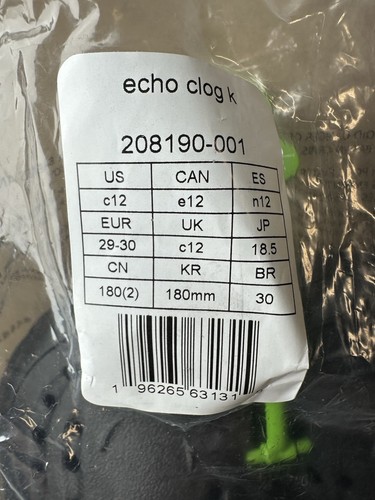 echo clog k
208190-001
US CAN ES
c12 e12 n12
EUR UK JP
29-30 c12 18.5
CN KR BR
180(2) 180mm 30
1 96265 63131